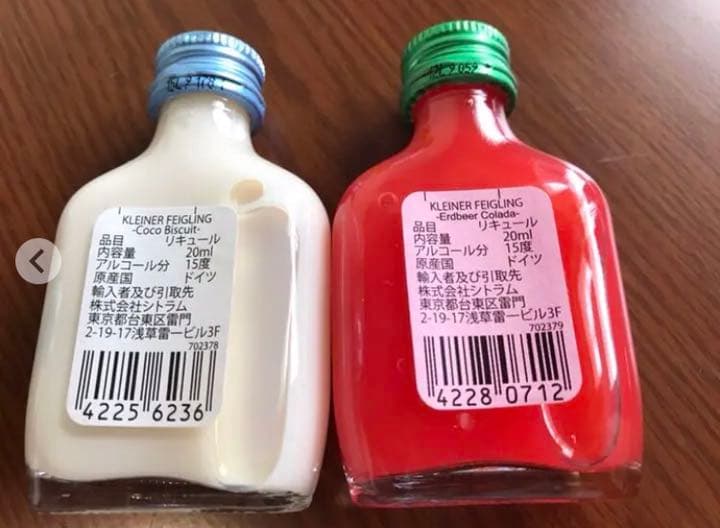 KLEINER FEIGLING
-Coco Biscuit-
品目 リキュール
内容量 20ml
アルコール分 15度
原産国 ドイツ
輸入者及び引取先
株式会社シトラム
東京都台東区雷門
2-19-17浅草雷一ビル3F
702378
4225 6236
KLEINER FEIGLING
-Erdbeer Colada-
品目 リキュール
内容量 20ml
アルコール分 15度
原産国 ドイツ
輸入者及び引取先
株式会社シトラム
東京都台東区雷門
2-19-17浅草雷一ビル3F
702379
4228 0712